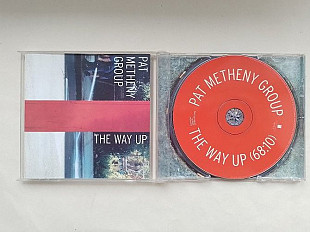 PAT
METHENY
GROUP
THE WAY UP
PAT METHENY GROUP
THE WAY UP (68:10)